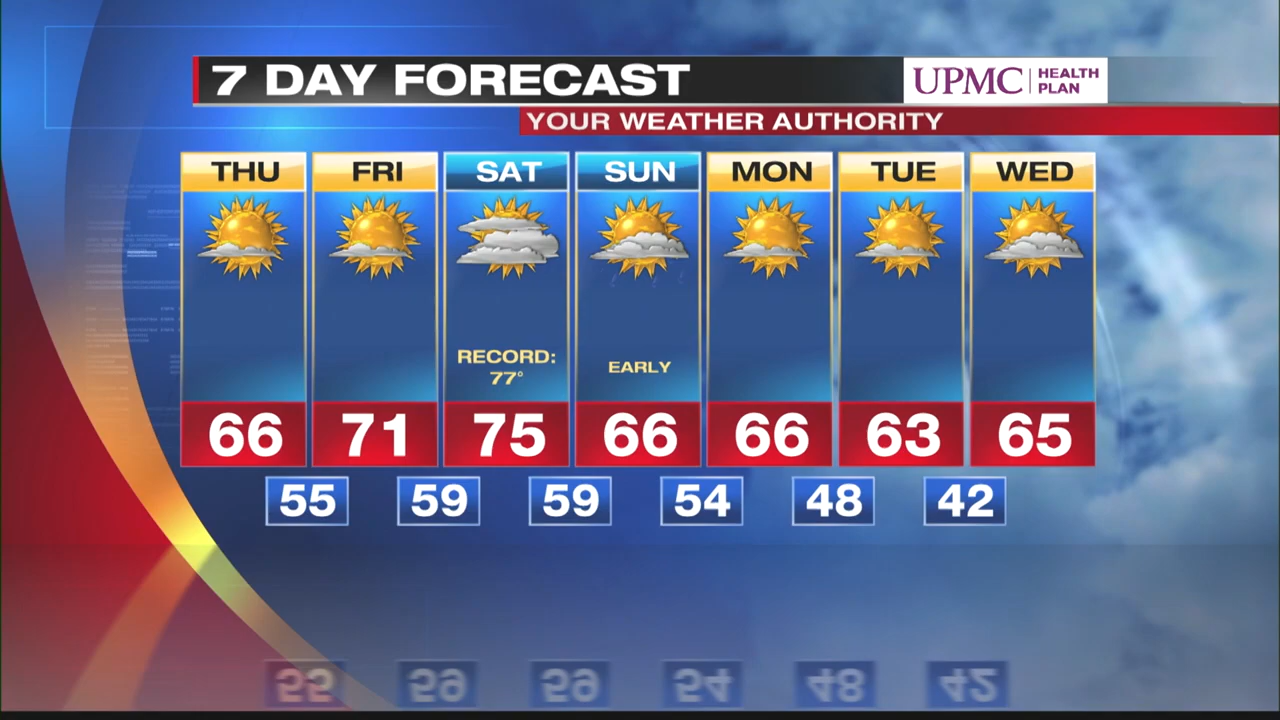 7 DAY FORECAST
UPMC HEALTH PLAN
YOUR WEATHER AUTHORITY
THU FRI SAT SUN MON TUE WED
RECORD: 77°
EARLY
66 71 75 66 66 63 65
55 59 59 54 48 42